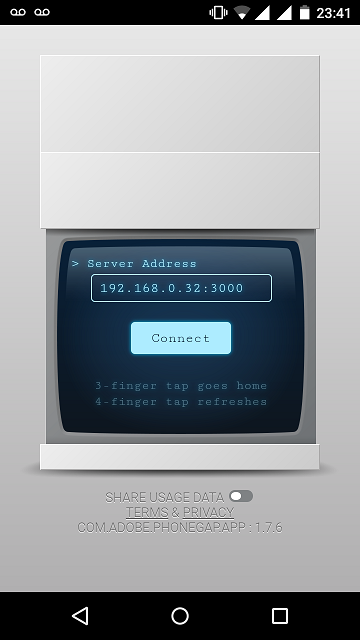 23:41
> Server Address
192.168.0.32:3000
Connect
3-finger tap goes home
4-finger tap refreshes
SHARE USAGE DATA
TERMS & PRIVACY
COM.ADOBE.PHONEGAP.APP : 1.7.6